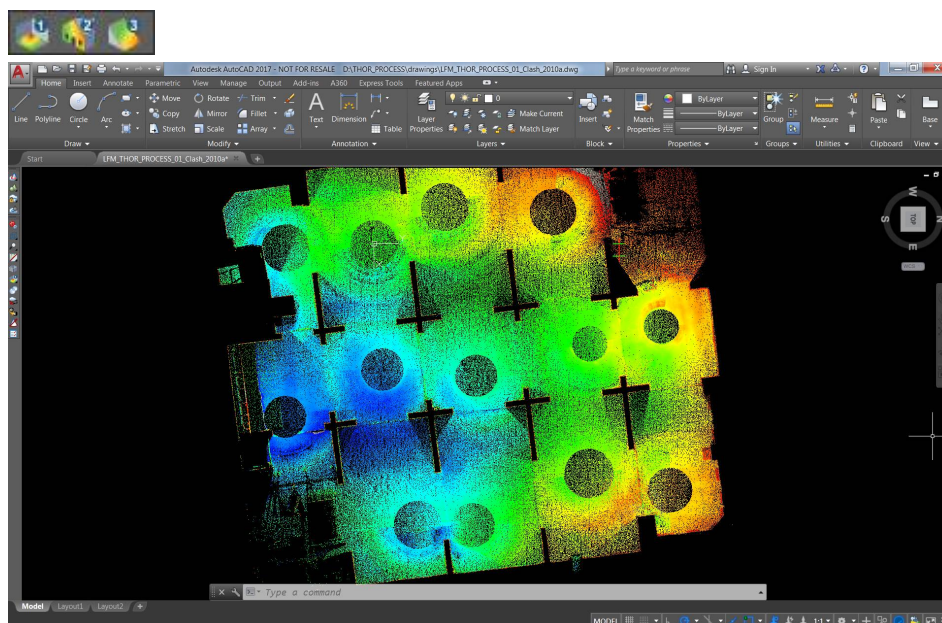 1 2 3
Autodesk AutoCAD 2017 - NOT FOR RESALE D:\THOR_PROCESS\drawings\LFM_THOR_PROCESS_01_Clash_2010a.dwg Type a keyword or phrase Sign In
Home Insert Annotate Parametric View Manage Output Add-ins A360 Express Tools Featured Apps
Line Polyline Circle Arc Move Rotate Trim Text Dimension Layer Properties 0 Insert Match Properties ByLayer Group Measure Paste Base
Copy Mirror Fillet Make Current ByLayer
Stretch Scale Array Table Match Layer ByLayer
Draw Modify Annotation Layers Block Properties Groups Utilities Clipboard View
Start LFM_THOR_PROCESS_01_Clash_2010a* +
W
S TOP N
E
WCS
Type a command
Model Layout1 Layout2 +
MODEL 1:1